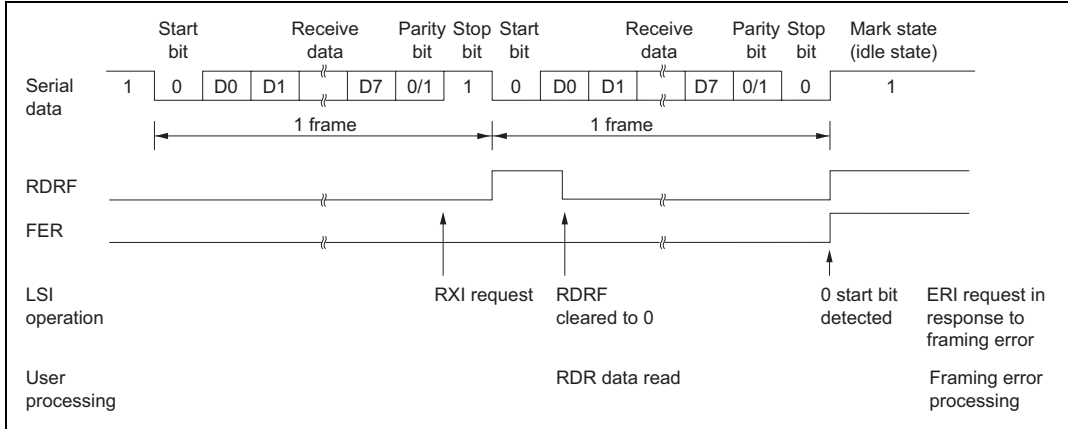 Start bit
Receive data
Parity bit
Stop bit
Start bit
Receive data
Parity bit
Stop bit
Mark state (idle state)
Serial data
1 0 D0 D1 D7 0/1 1 0 D0 D1 D7 0/1 0 1
1 frame
1 frame
RDRF
FER
LSI operation
RXI request
RDRF cleared to 0
0 start bit detected
ERI request in response to framing error
User processing
RDR data read
Framing error processing